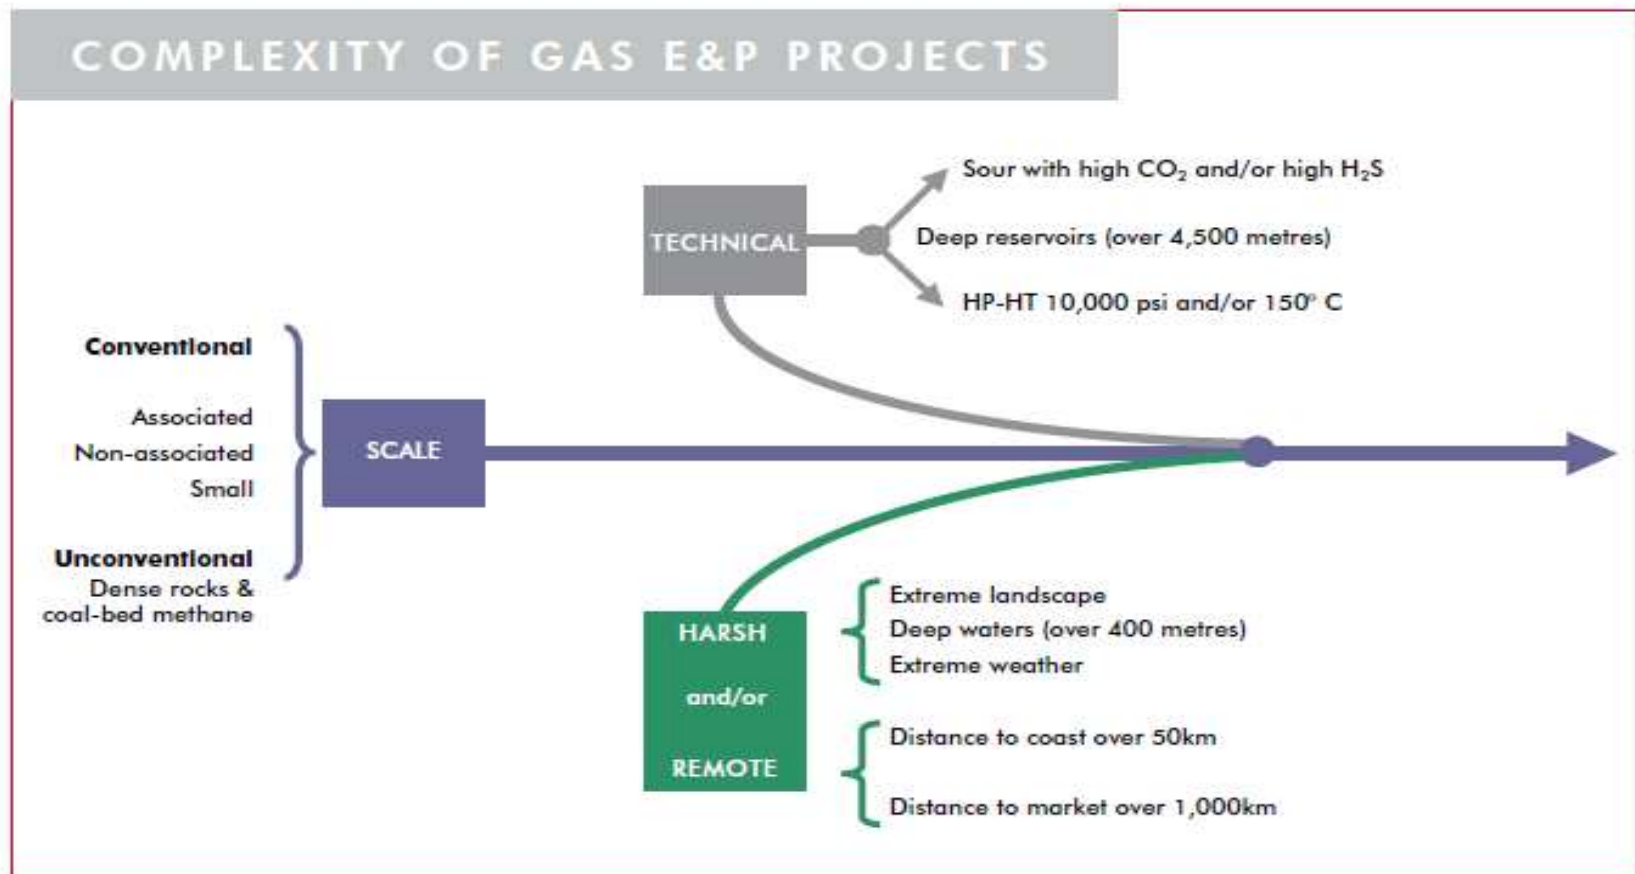 COMPLEXITY OF GAS E&P PROJECTS
TECHNICAL
Sour with high CO₂ and/or high H₂S
Deep reservoirs (over 4,500 metres)
HP-HT 10,000 psi and/or 150° C
Conventional
Associated
Non-associated
Small
Unconventional
Dense rocks &
coal-bed methane
SCALE
HARSH
and/or
REMOTE
Extreme landscape
Deep waters (over 400 metres)
Extreme weather
Distance to coast over 50km
Distance to market over 1,000km